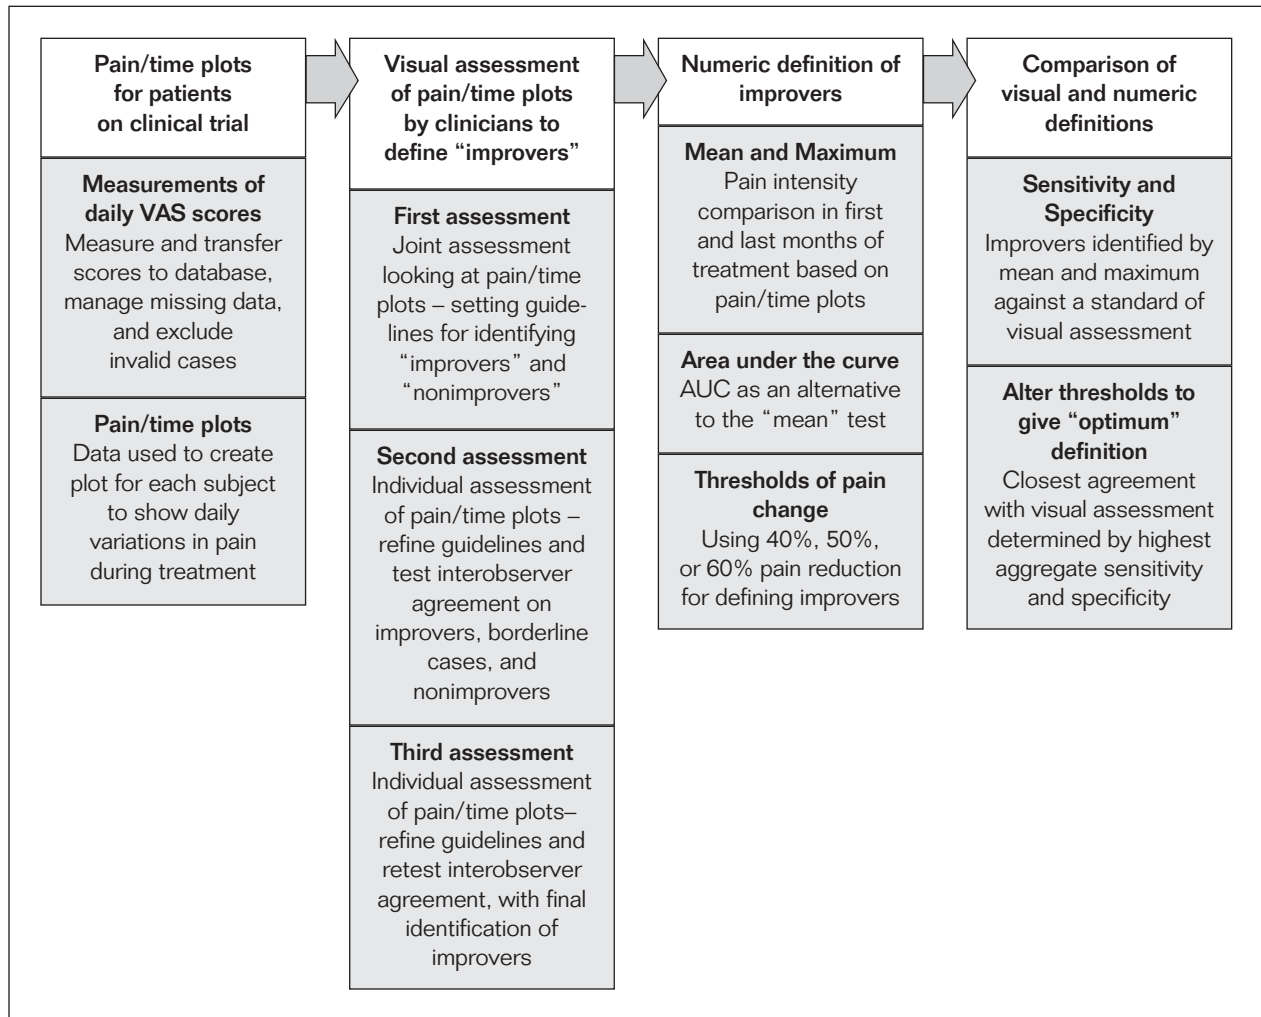 Pain/time plots
for patients
on clinical trial
Measurements of
daily VAS scores
Measure and transfer
scores to database,
manage missing data,
and exclude
invalid cases
Pain/time plots
Data used to create
plot for each subject
to show daily
variations in pain
during treatment
Visual assessment
of pain/time plots
by clinicians to
define “improvers”
First assessment
Joint assessment
looking at pain/time
plots – setting guide-
lines for identifying
“improvers” and
“nonimprovers”
Second assessment
Individual assessment
of pain/time plots –
refine guidelines and
test interobserver
agreement on
improvers, borderline
cases, and
nonimprovers
Third assessment
Individual assessment
of pain/time plots–
refine guidelines and
retest interobserver
agreement, with final
identification of
improvers
Numeric definition of
improvers
Mean and Maximum
Pain intensity
comparison in first
and last months of
treatment based on
pain/time plots
Area under the curve
AUC as an alternative
to the “mean” test
Thresholds of pain
change
Using 40%, 50%,
or 60% pain reduction
for defining improvers
Comparison of
visual and numeric
definitions
Sensitivity and
Specificity
Improvers identified by
mean and maximum
against a standard of
visual assessment
Alter thresholds to
give “optimum”
definition
Closest agreement
with visual assessment
determined by highest
aggregate sensitivity
and specificity